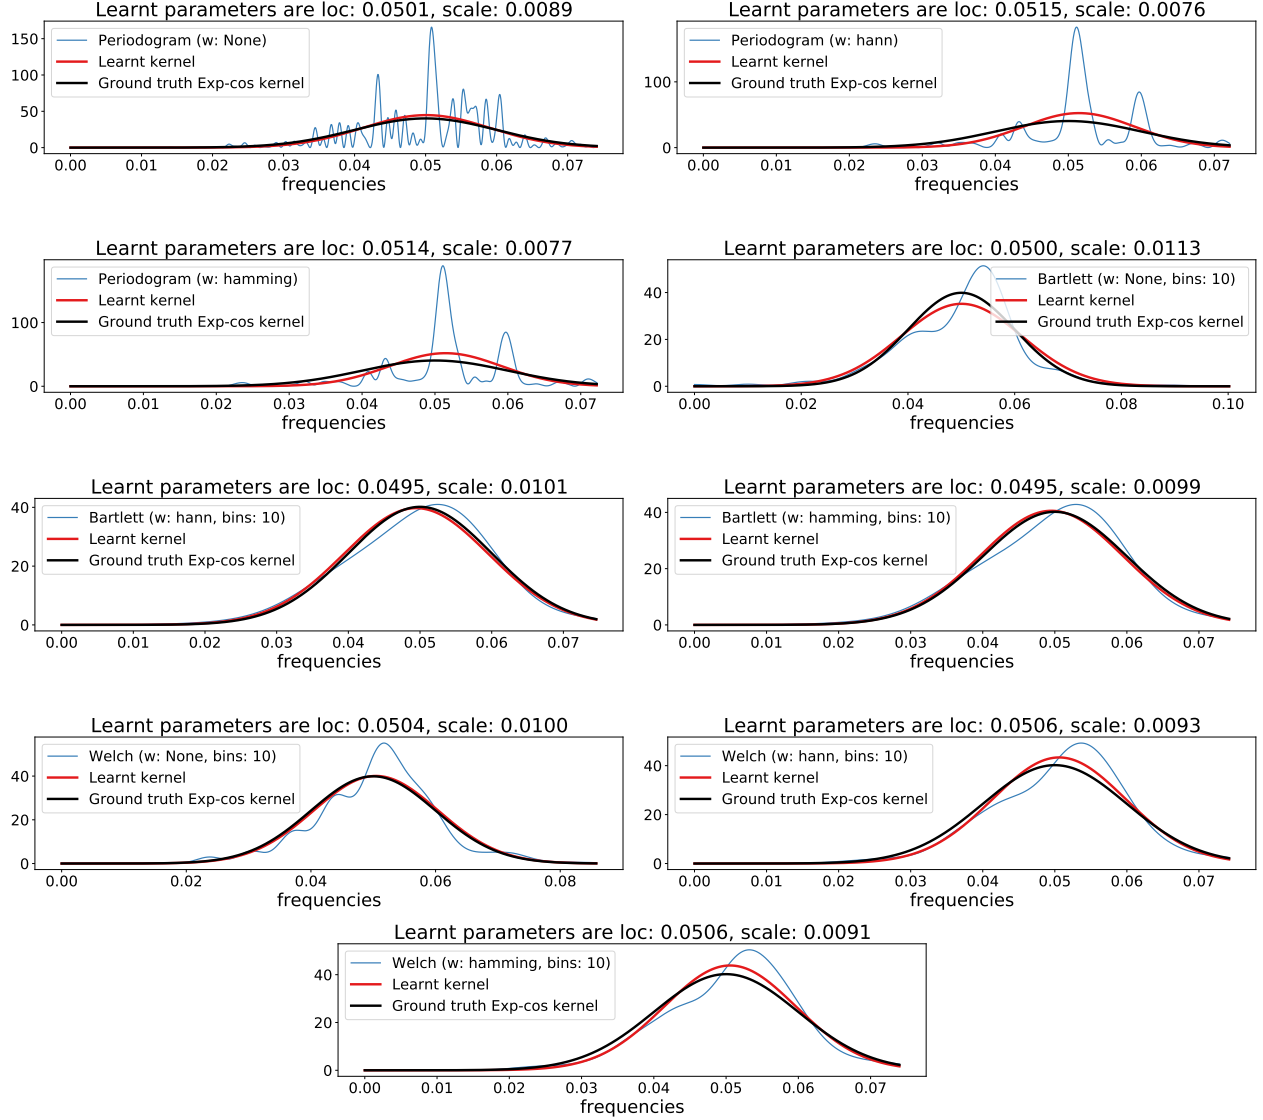 Learnt parameters are loc: 0.0501, scale: 0.0089
Periodogram (w: None)
Learnt kernel
Ground truth Exp-cos kernel
150
100
50
0
0.00 0.01 0.02 0.03 0.04 0.05 0.06 0.07
frequencies
Learnt parameters are loc: 0.0515, scale: 0.0076
Periodogram (w: hann)
Learnt kernel
Ground truth Exp-cos kernel
100
0
0.00 0.01 0.02 0.03 0.04 0.05 0.06 0.07
frequencies
Learnt parameters are loc: 0.0514, scale: 0.0077
Periodogram (w: hamming)
Learnt kernel
Ground truth Exp-cos kernel
100
0
0.00 0.01 0.02 0.03 0.04 0.05 0.06 0.07
frequencies
Learnt parameters are loc: 0.0500, scale: 0.0113
Bartlett (w: None, bins: 10)
Learnt kernel
Ground truth Exp-cos kernel
40
20
0
0.00 0.02 0.04 0.06 0.08 0.10
frequencies
Learnt parameters are loc: 0.0495, scale: 0.0101
Bartlett (w: hann, bins: 10)
Learnt kernel
Ground truth Exp-cos kernel
40
20
0
0.00 0.01 0.02 0.03 0.04 0.05 0.06 0.07
frequencies
Learnt parameters are loc: 0.0495, scale: 0.0099
Bartlett (w: hamming, bins: 10)
Learnt kernel
Ground truth Exp-cos kernel
40
20
0
0.00 0.01 0.02 0.03 0.04 0.05 0.06 0.07
frequencies
Learnt parameters are loc: 0.0504, scale: 0.0100
Welch (w: None, bins: 10)
Learnt kernel
Ground truth Exp-cos kernel
40
20
0
0.00 0.02 0.04 0.06 0.08
frequencies
Learnt parameters are loc: 0.0506, scale: 0.0093
Welch (w: hann, bins: 10)
Learnt kernel
Ground truth Exp-cos kernel
40
20
0
0.00 0.01 0.02 0.03 0.04 0.05 0.06 0.07
frequencies
Learnt parameters are loc: 0.0506, scale: 0.0091
Welch (w: hamming, bins: 10)
Learnt kernel
Ground truth Exp-cos kernel
40
20
0
0.00 0.01 0.02 0.03 0.04 0.05 0.06 0.07
frequencies